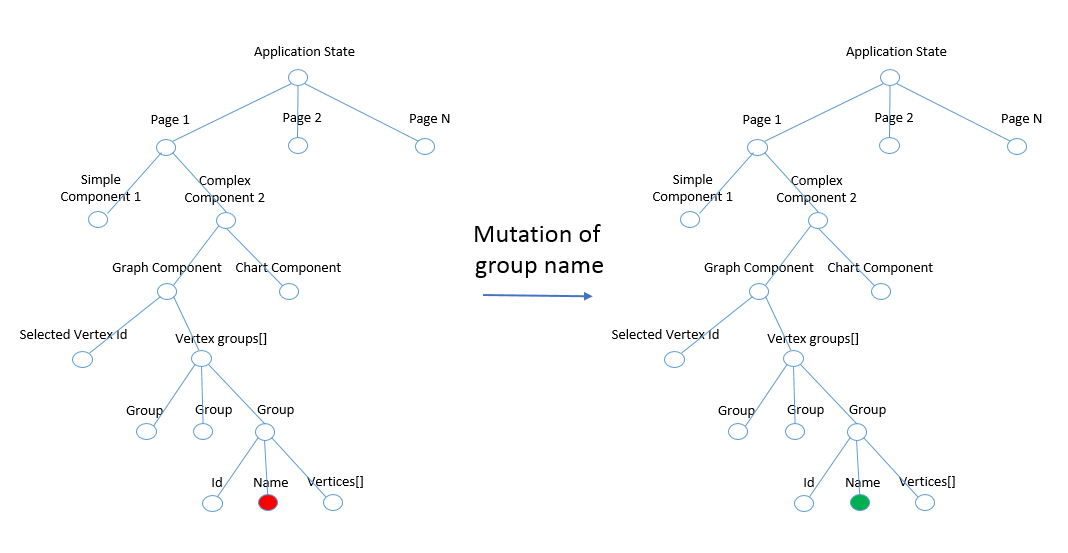 Application State
Page 1
Page 2
Page N
Simple
Component 1
Complex
Component 2
Graph Component
Chart Component
Selected Vertex Id
Vertex groups[]
Group
Group
Group
Id
Name
Vertices[]
Mutation of
group name
Application State
Page 1
Page 2
Page N
Simple
Component 1
Complex
Component 2
Graph Component
Chart Component
Selected Vertex Id
Vertex groups[]
Group
Group
Group
Id
Name
Vertices[]